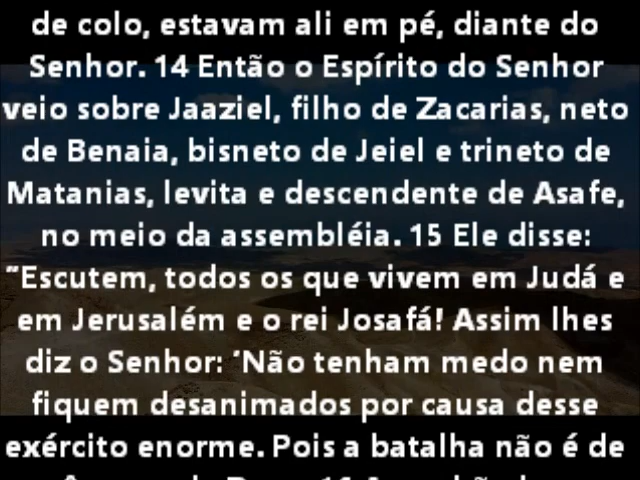 de colo, estavam ali em pé, diante do
Senhor. 14 Então o Espírito do Senhor
veio sobre Jaaziel, filho de Zacarias, neto
de Benaia, bisneto de Jeiel e trineto de
Matanias, levita e descendente de Asafe,
no meio da assembléia. 15 Ele disse:
"Escutem, todos os que vivem em Judá e
em Jerusalém e o rei Josafá! Assim lhes
diz o Senhor: 'Não tenham medo nem
fiquem desanimados por causa desse
exército enorme. Pois a batalha não é de